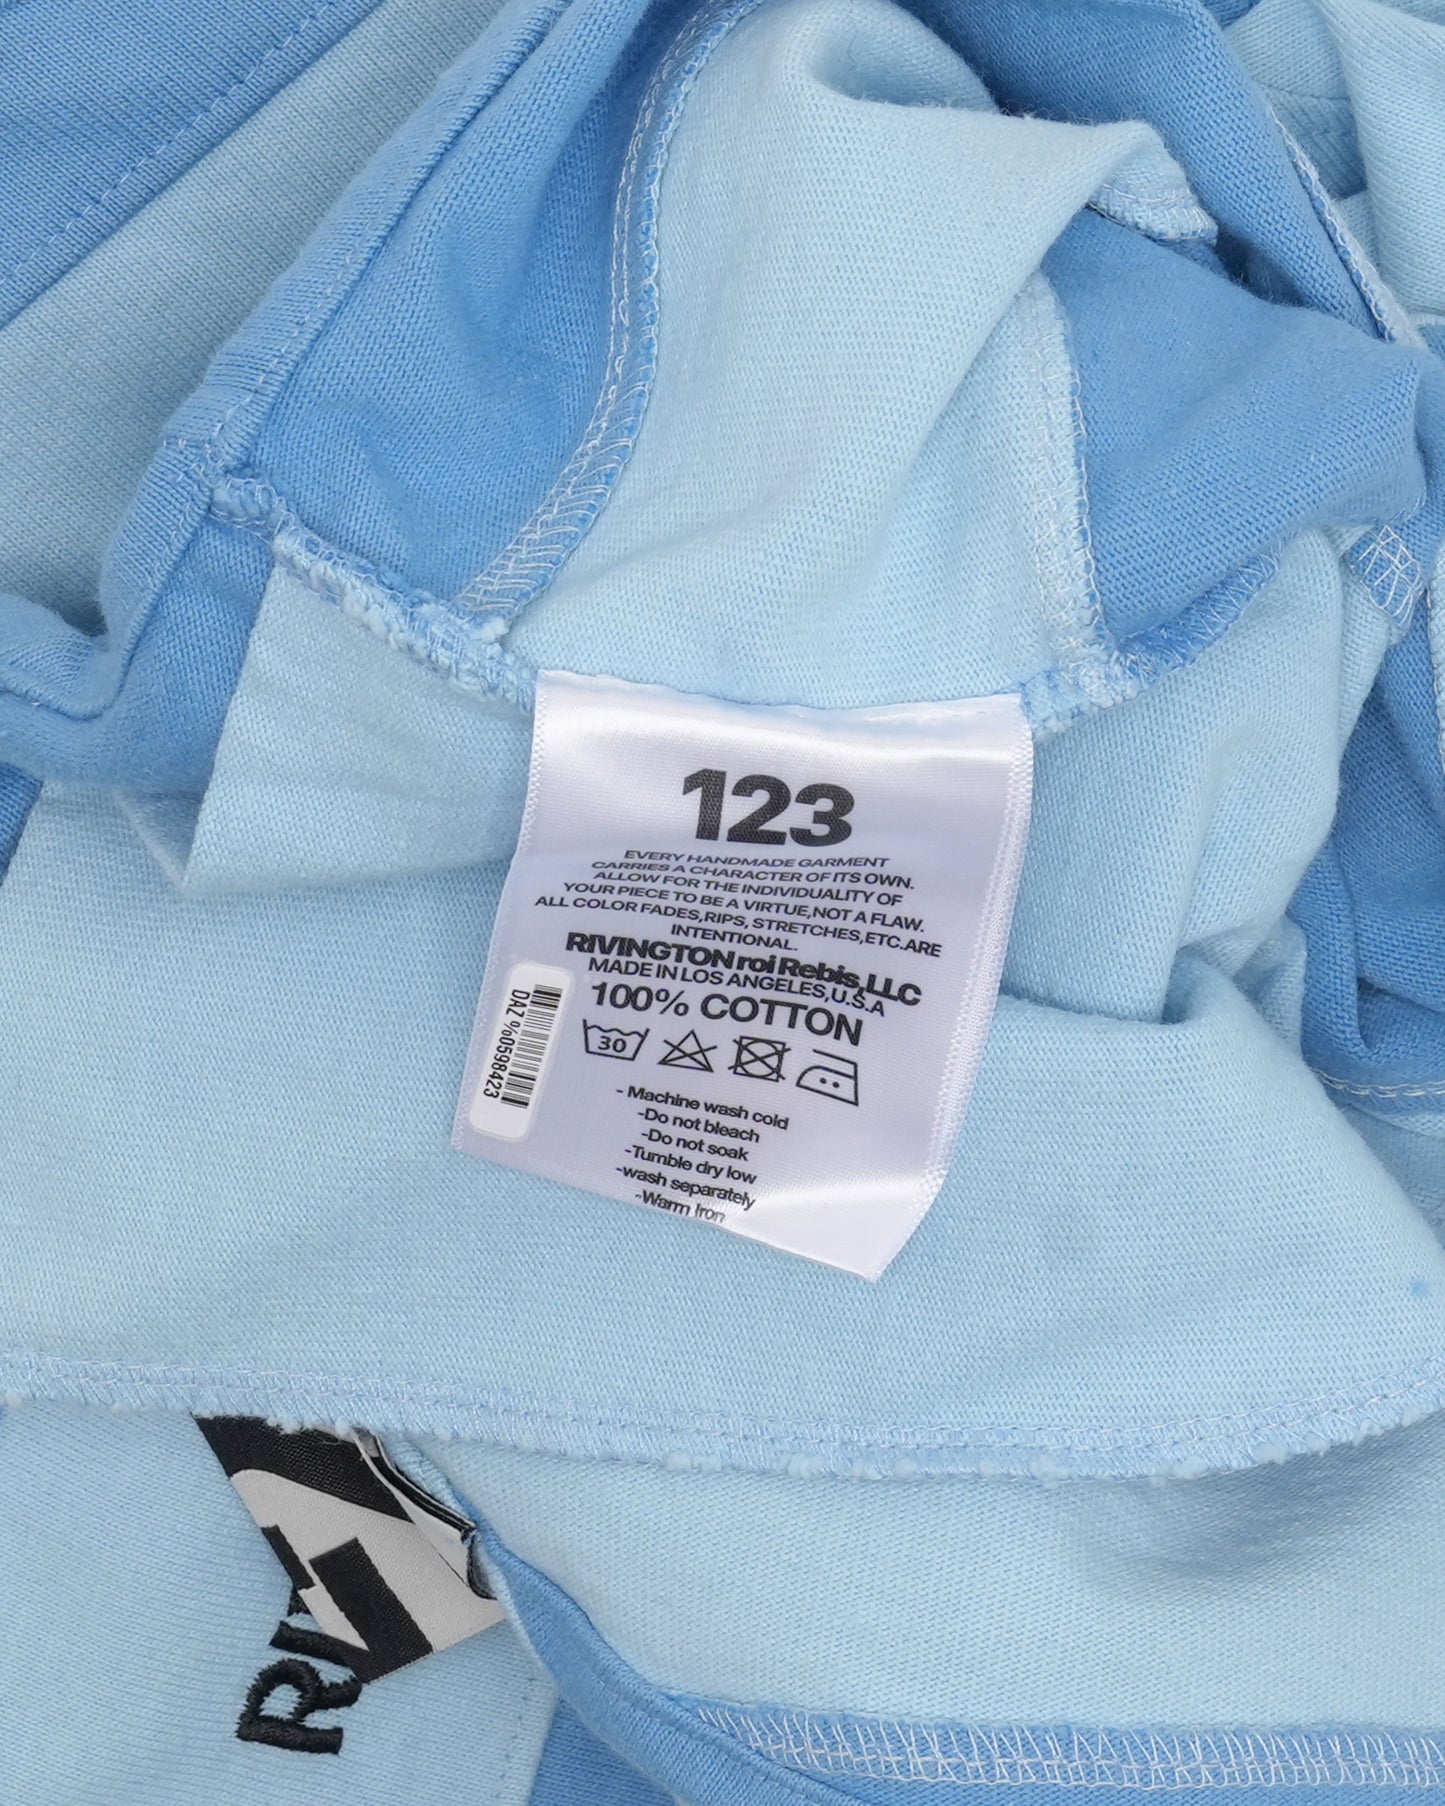 123
EVERY HANDMADE GARMENT
CARRIES A CHARACTER OF ITS OWN.
ALLOW FOR THE INDIVIDUALITY OF
YOUR PIECE TO BE A VIRTUE,NOT A FLAW.
ALL COLOR FADES,RIPS, STRETCHES,ETC.ARE
INTENTIONAL.
RIVINGTON roi Rebis,LLC
MADE IN LOS ANGELES,U.S.A
100% COTTON
30
- Machine wash cold
-Do not bleach
-Do not soak
-Tumble dry low
-wash separately
-Warm Iron
DAZ %0598423